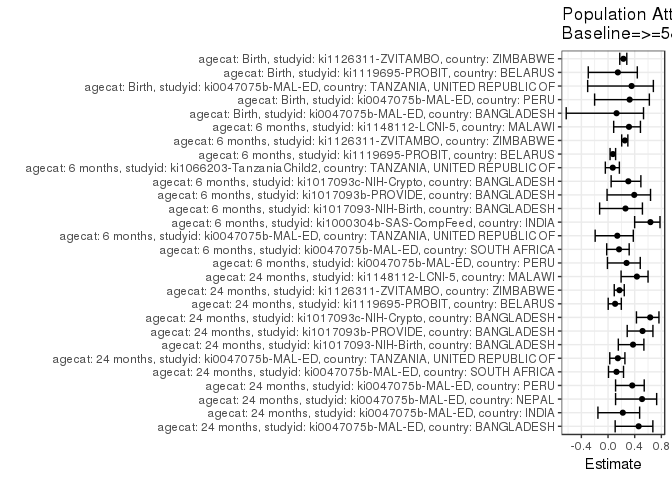 Population Att
Baseline=>=5
agecat: Birth, studyid: ki1126311-ZVITAMBO, country: ZIMBABWE
agecat: Birth, studyid: ki1119695-PROBIT, country: BELARUS
agecat: Birth, studyid: ki0047075b-MAL-ED, country: TANZANIA, UNITED REPUBLIC OF
agecat: Birth, studyid: ki0047075b-MAL-ED, country: PERU
agecat: Birth, studyid: ki0047075b-MAL-ED, country: BANGLADESH
agecat: 6 months, studyid: ki1148112-LCNI-5, country: MALAWI
agecat: 6 months, studyid: ki1126311-ZVITAMBO, country: ZIMBABWE
agecat: 6 months, studyid: ki1119695-PROBIT, country: BELARUS
agecat: 6 months, studyid: ki1066203-TanzaniaChild2, country: TANZANIA, UNITED REPUBLIC OF
agecat: 6 months, studyid: ki1017093c-NIH-Crypto, country: BANGLADESH
agecat: 6 months, studyid: ki1017093b-PROVIDE, country: BANGLADESH
agecat: 6 months, studyid: ki1017093-NIH-Birth, country: BANGLADESH
agecat: 6 months, studyid: ki1000304b-SAS-CompFeed, country: INDIA
agecat: 6 months, studyid: ki0047075b-MAL-ED, country: TANZANIA, UNITED REPUBLIC OF
agecat: 6 months, studyid: ki0047075b-MAL-ED, country: SOUTH AFRICA
agecat: 6 months, studyid: ki0047075b-MAL-ED, country: PERU
agecat: 24 months, studyid: ki1148112-LCNI-5, country: MALAWI
agecat: 24 months, studyid: ki1126311-ZVITAMBO, country: ZIMBABWE
agecat: 24 months, studyid: ki1119695-PROBIT, country: BELARUS
agecat: 24 months, studyid: ki1017093c-NIH-Crypto, country: BANGLADESH
agecat: 24 months, studyid: ki1017093b-PROVIDE, country: BANGLADESH
agecat: 24 months, studyid: ki1017093-NIH-Birth, country: BANGLADESH
agecat: 24 months, studyid: ki0047075b-MAL-ED, country: TANZANIA, UNITED REPUBLIC OF
agecat: 24 months, studyid: ki0047075b-MAL-ED, country: SOUTH AFRICA
agecat: 24 months, studyid: ki0047075b-MAL-ED, country: PERU
agecat: 24 months, studyid: ki0047075b-MAL-ED, country: NEPAL
agecat: 24 months, studyid: ki0047075b-MAL-ED, country: INDIA
agecat: 24 months, studyid: ki0047075b-MAL-ED, country: BANGLADESH
-0.4 0.0 0.4 0.8
Estimate